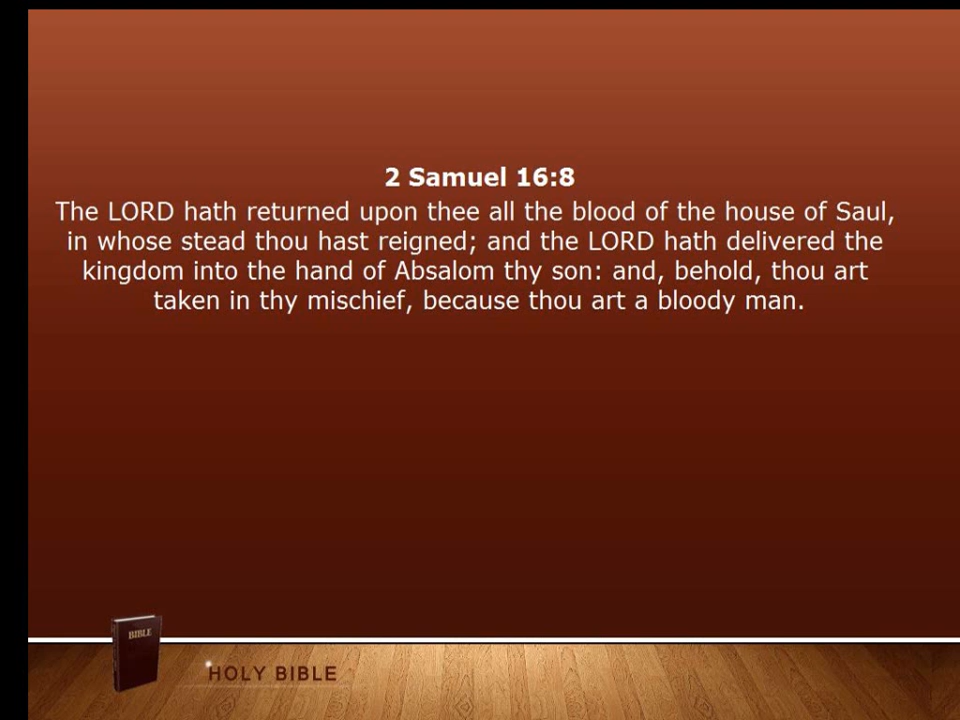 2 Samuel 16:8
The LORD hath returned upon thee all the blood of the house of Saul,
in whose stead thou hast reigned; and the LORD hath delivered the
kingdom into the hand of Absalom thy son: and, behold, thou art
taken in thy mischief, because thou art a bloody man.
BIBLE
HOLY BIBLE